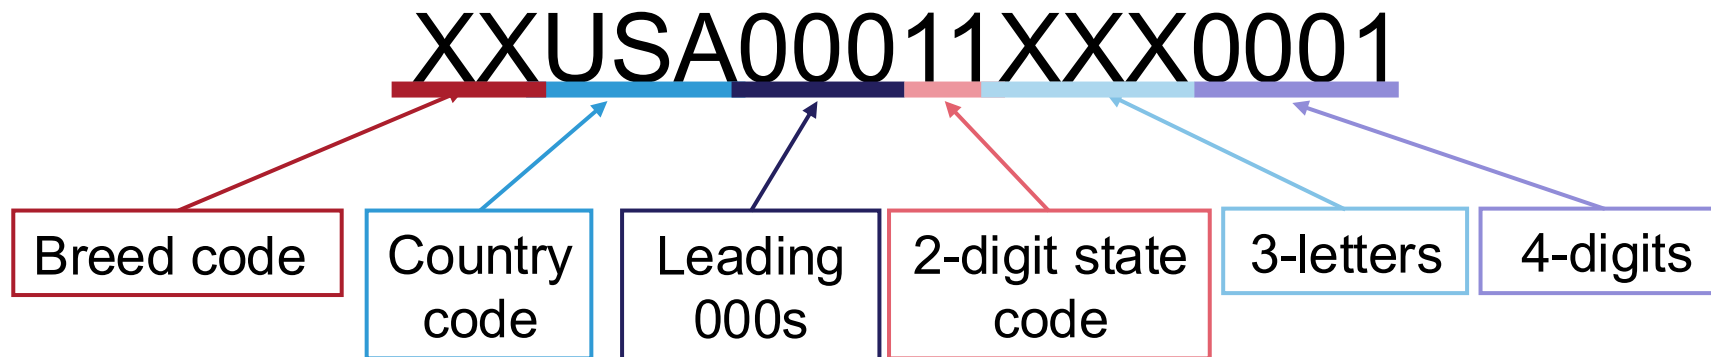 XXUSA00011XXX0001
Breed code
Country
code
Leading
000s
2-digit state
code
3-letters
4-digits